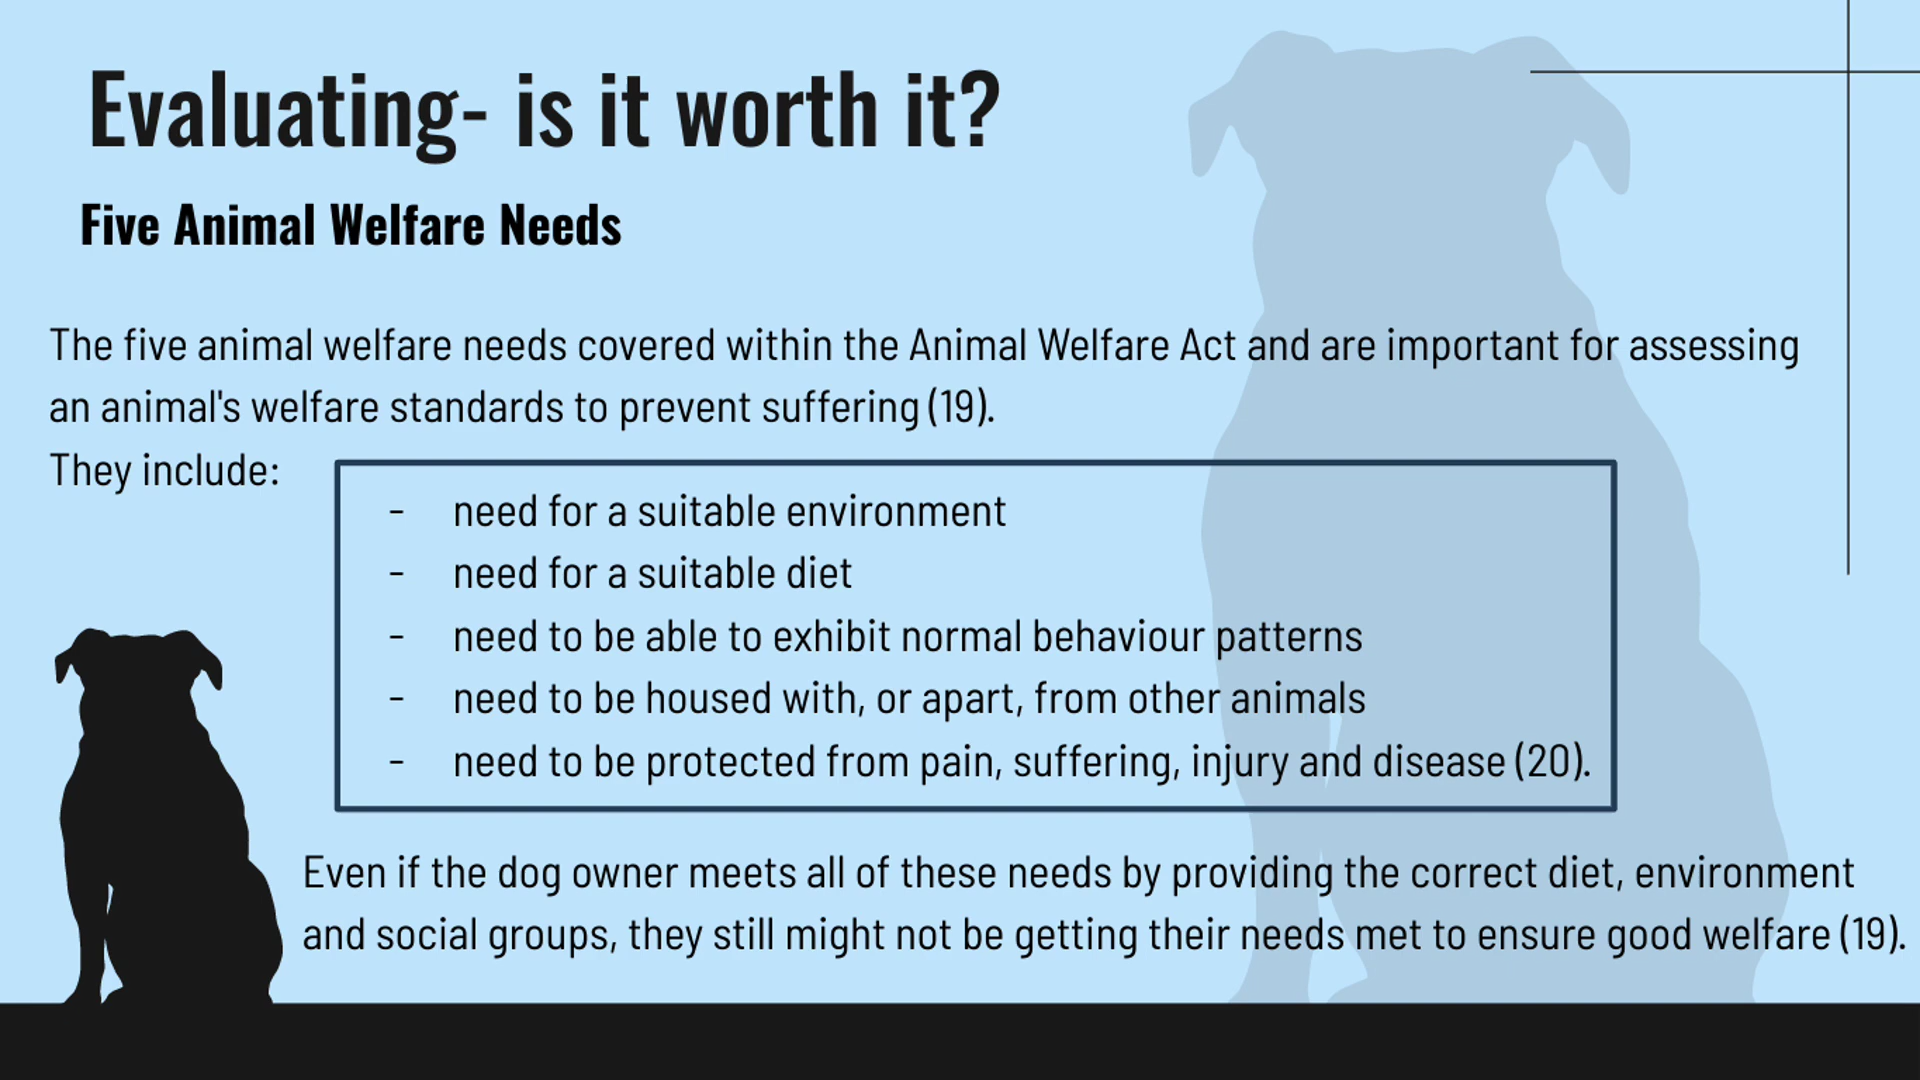 Evaluating- is it worth it?
Five Animal Welfare Needs
The five animal welfare needs covered within the Animal Welfare Act and are important for assessing
an animal's welfare standards to prevent suffering (19).
They include:
- need for a suitable environment
- need for a suitable diet
- need to be able to exhibit normal behaviour patterns
- need to be housed with, or apart, from other animals
- need to be protected from pain, suffering, injury and disease (20).
Even if the dog owner meets all of these needs by providing the correct diet, environment
and social groups, they still might not be getting their needs met to ensure good welfare (19).